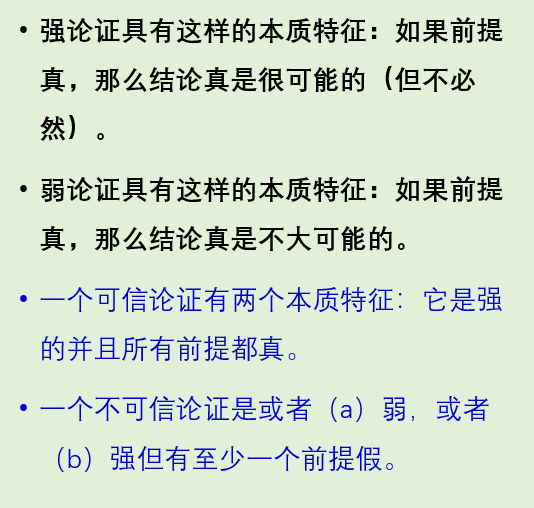 • 强论证具有这样的本质特征：如果前提
真，那么结论真是很可能的（但不必
然）。
• 弱论证具有这样的本质特征：如果前提
真，那么结论真是不大可能的。
• 一个可信论证有两个本质特征：它是强
的并且所有前提都真。
• 一个不可信论证是或者（a）弱，或者
（b）强但有至少一个前提假。